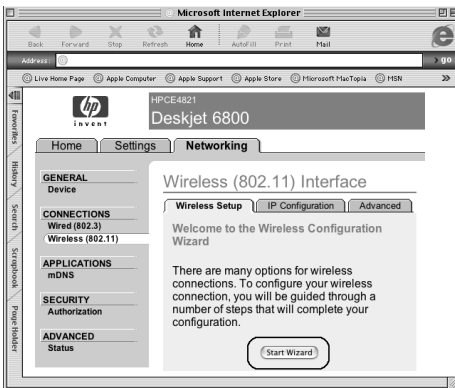 Microsoft Internet Explorer
Back Forward Stop Refresh Home AutoFill Print Mail
Address: go
Live Home Page Apple Computer Apple Support Apple Store Microsoft MacTopia MSN
Favorites
History
Search
Scrapbook
Page Holder
hp
invent
HPCE4821
Deskjet 6800
Home Settings Networking
GENERAL
Device
CONNECTIONS
Wired (802.3)
Wireless (802.11)
APPLICATIONS
mDNS
SECURITY
Authorization
ADVANCED
Status
Wireless (802.11) Interface
Wireless Setup IP Configuration Advanced
Welcome to the Wireless Configuration
Wizard
There are many options for wireless
connections. To configure your wireless
connection, you will be guided through a
number of steps that will complete your
configuration.
Start Wizard